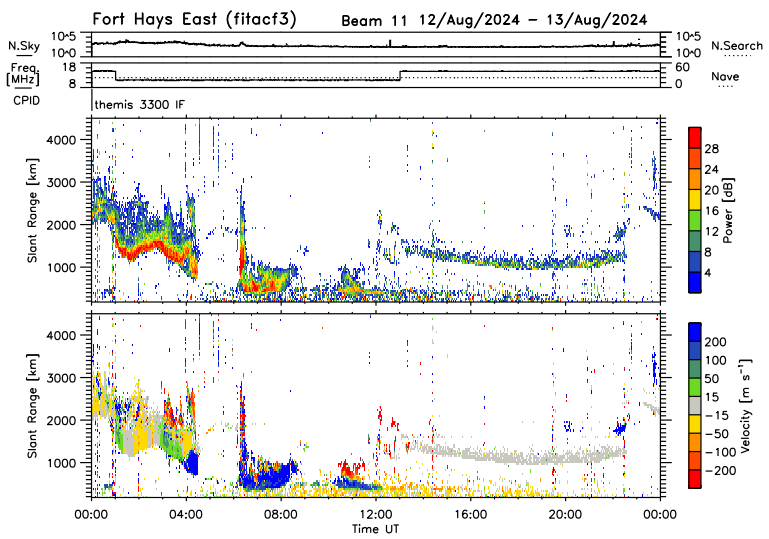 Fort Hays East (fitacf3) Beam 11 12/Aug/2024 - 13/Aug/2024
N.Sky 10^5 10^0 10^5 10^0 N.Search
Freq. [MHz] 18 8 60 0 Nave
CPID themis 3300 IF
Slant Range [km]
4000
3000
2000
1000
Power [dB]
28
24
20
16
12
8
4
Slant Range [km]
4000
3000
2000
1000
Velocity [m s⁻¹]
200
100
50
15
-15
-50
-100
-200
00:00 04:00 08:00 12:00 16:00 20:00 00:00
Time UT